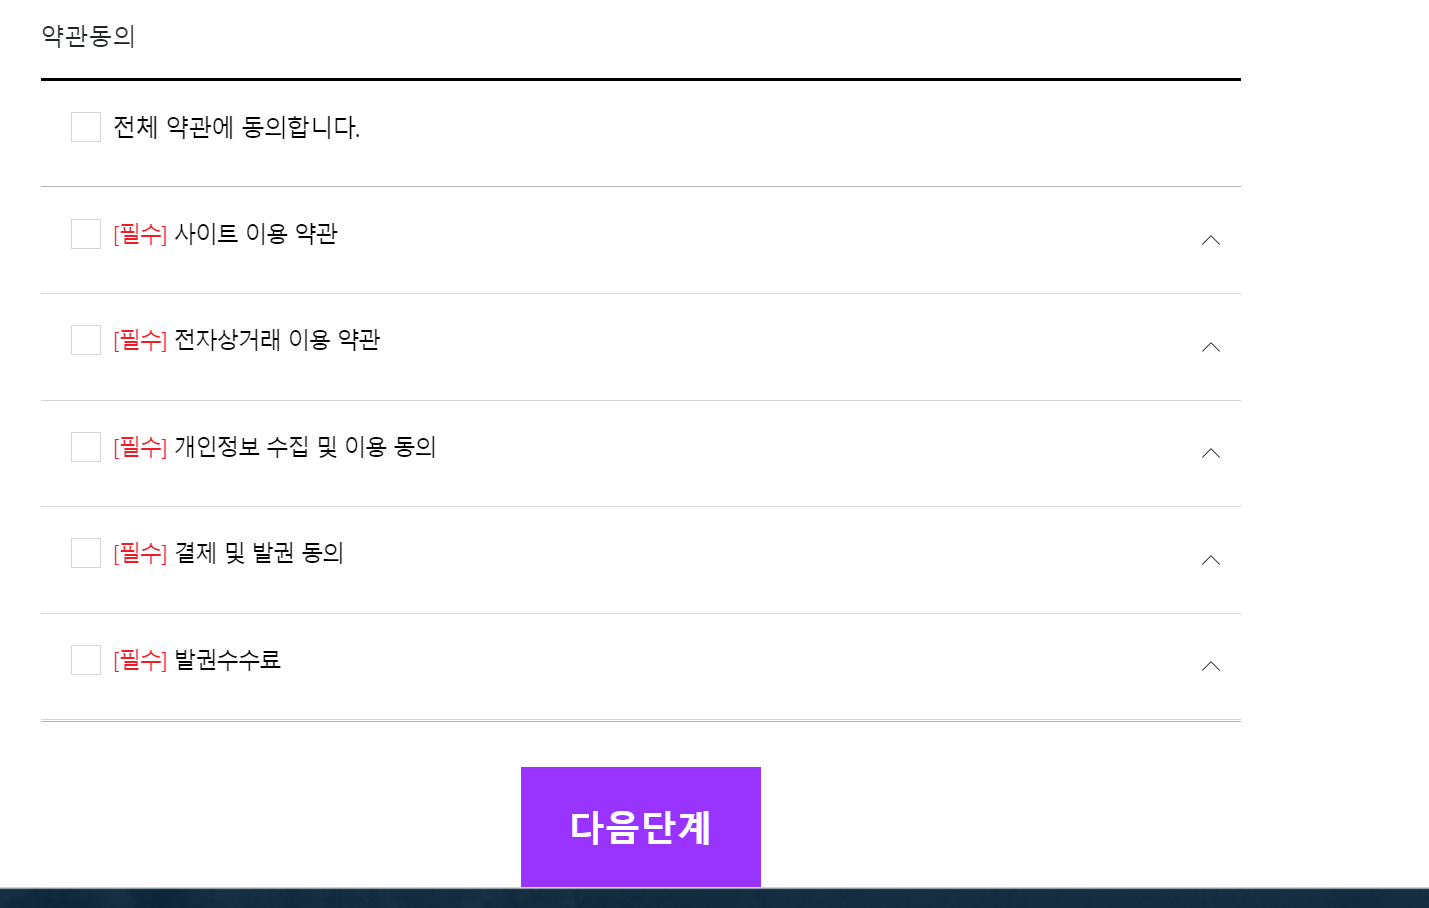 약관동의
전체 약관에 동의합니다.
[필수] 사이트 이용 약관
[필수] 전자상거래 이용 약관
[필수] 개인정보 수집 및 이용 동의
[필수] 결제 및 발권 동의
[필수] 발권수수료
다음단계